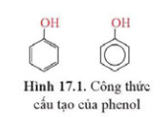 OH OH
Hình 17.1. Công thức
cấu tạo của phenol